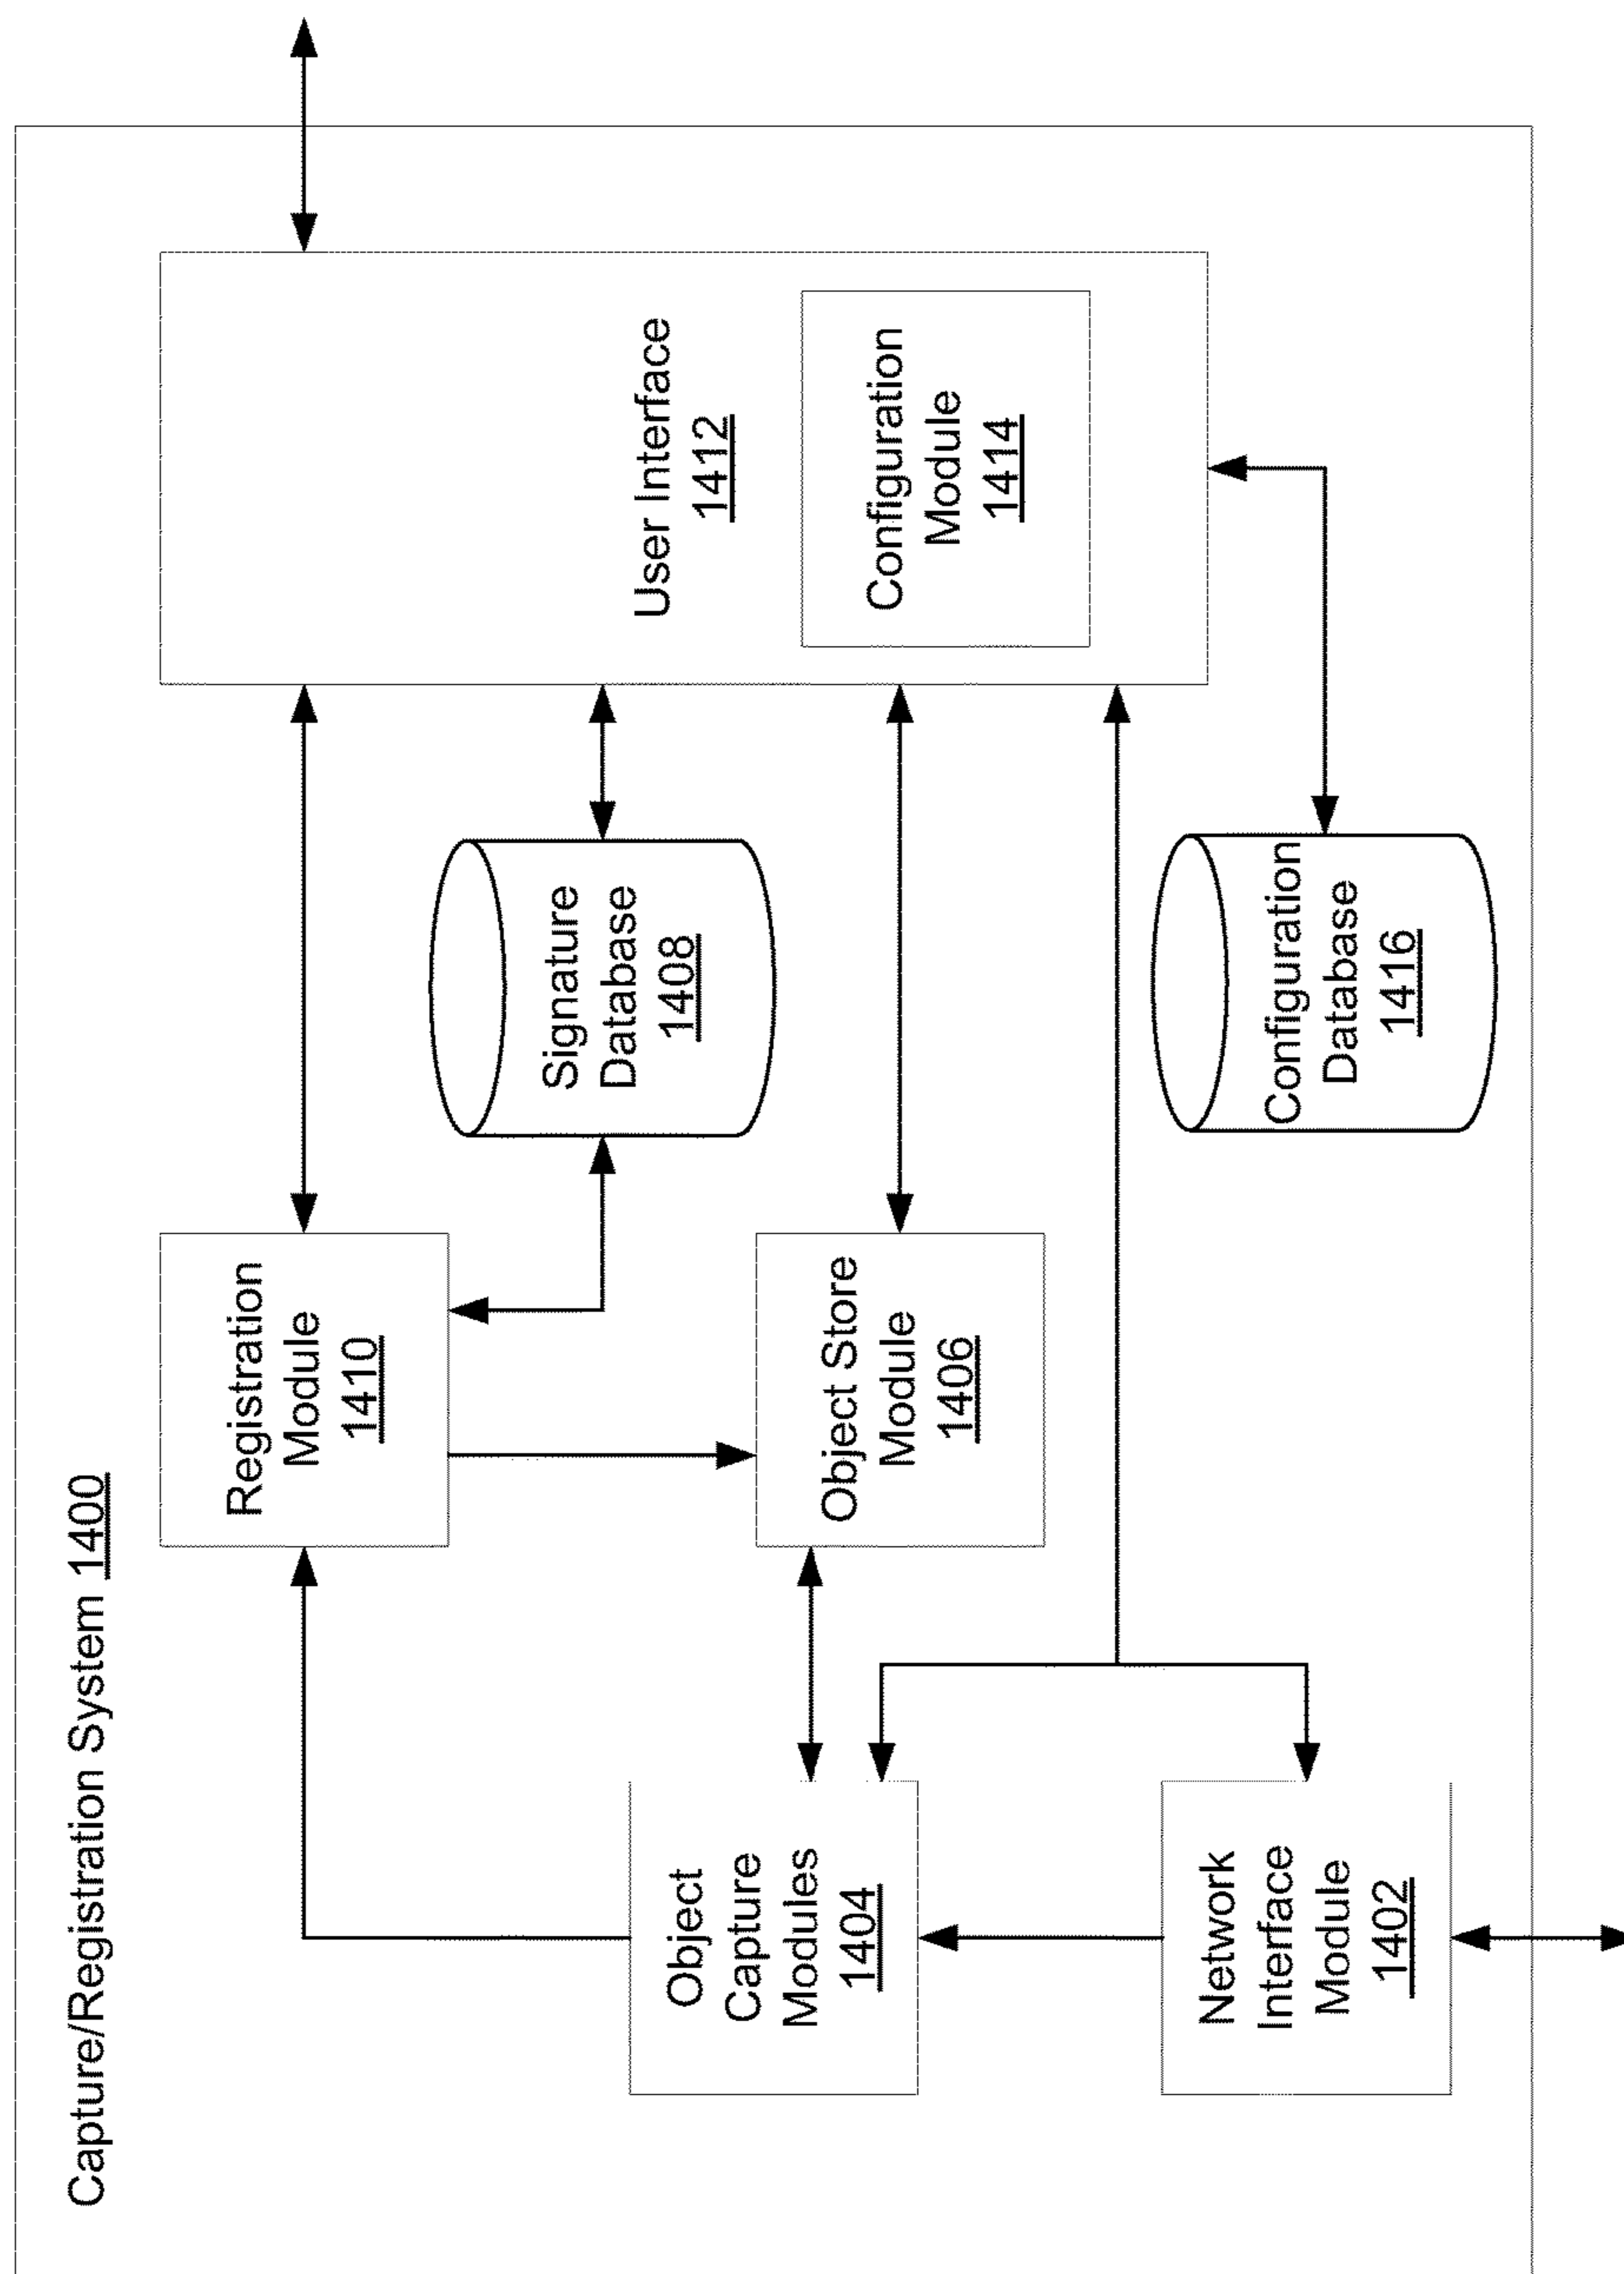 Capture/Registration System 1400
Registration
Module
1410
User Interface
1412
Signature
Database
1408
Object
Capture
Modules
1404
Object Store
Module
1406
Configuration
Module
1414
Network
Interface
Module
1402
Configuration
Database
1416